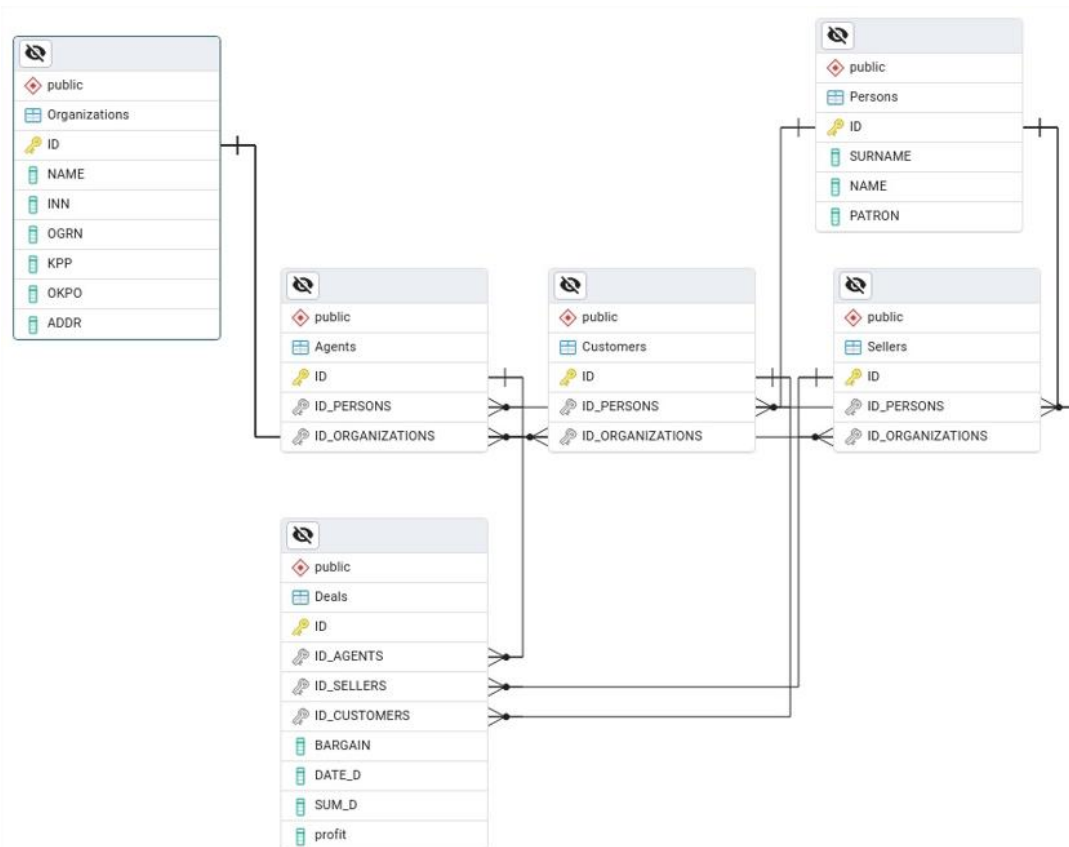 public
Organizations
ID
NAME
INN
OGRN
KPP
OKPO
ADDR
public
Persons
ID
SURNAME
NAME
PATRON
public
Agents
ID
ID_PERSONS
ID_ORGANIZATIONS
public
Customers
ID
ID_PERSONS
ID_ORGANIZATIONS
public
Sellers
ID
ID_PERSONS
ID_ORGANIZATIONS
public
Deals
ID
ID_AGENTS
ID_SELLERS
ID_CUSTOMERS
BARGAIN
DATE_D
SUM_D
profit